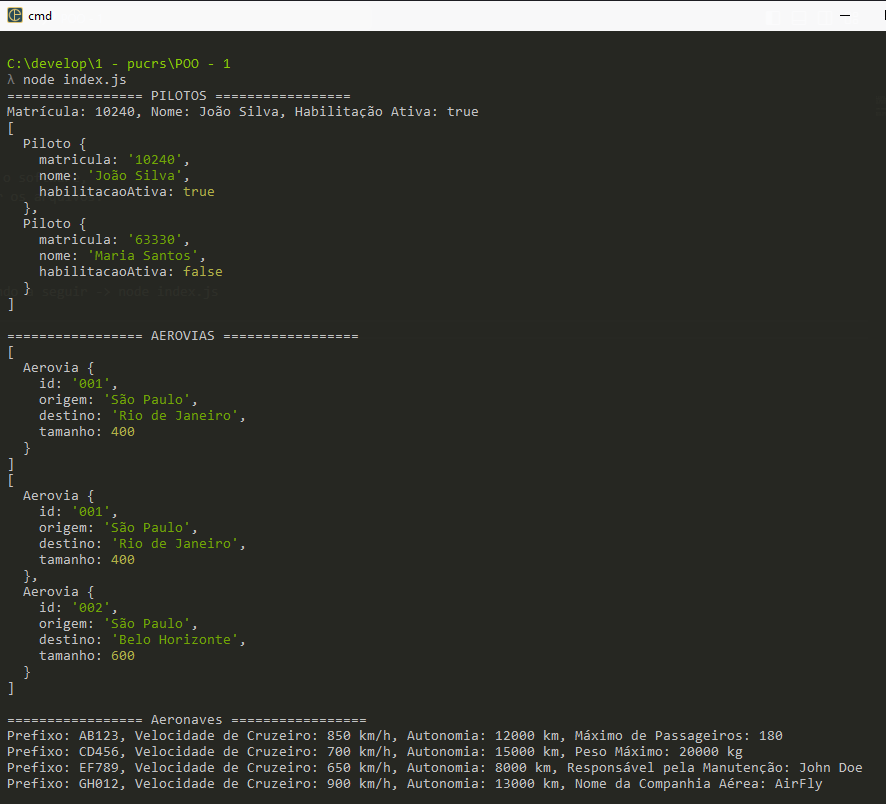 cmd
C:\develop\1 - pucrs\POO - 1
λ node index.js
================= PILOTOS =================
Matrícula: 10240, Nome: João Silva, Habilitação Ativa: true
[
  Piloto {
    matricula: '10240',
    nome: 'João Silva',
    habilitacaoAtiva: true
  },
  Piloto {
    matricula: '63330',
    nome: 'Maria Santos',
    habilitacaoAtiva: false
  }
]

================= AEROVIAS =================
[
  Aerovia {
    id: '001',
    origem: 'São Paulo',
    destino: 'Rio de Janeiro',
    tamanho: 400
  }
]
[
  Aerovia {
    id: '001',
    origem: 'São Paulo',
    destino: 'Rio de Janeiro',
    tamanho: 400
  },
  Aerovia {
    id: '002',
    origem: 'São Paulo',
    destino: 'Belo Horizonte',
    tamanho: 600
  }
]

================= Aeronaves =================
Prefixo: AB123, Velocidade de Cruzeiro: 850 km/h, Autonomia: 12000 km, Máximo de Passageiros: 180
Prefixo: CD456, Velocidade de Cruzeiro: 700 km/h, Autonomia: 15000 km, Peso Máximo: 20000 kg
Prefixo: EF789, Velocidade de Cruzeiro: 650 km/h, Autonomia: 8000 km, Responsável pela Manutenção: John Doe
Prefixo: GH012, Velocidade de Cruzeiro: 900 km/h, Autonomia: 13000 km, Nome da Companhia Aérea: AirFly